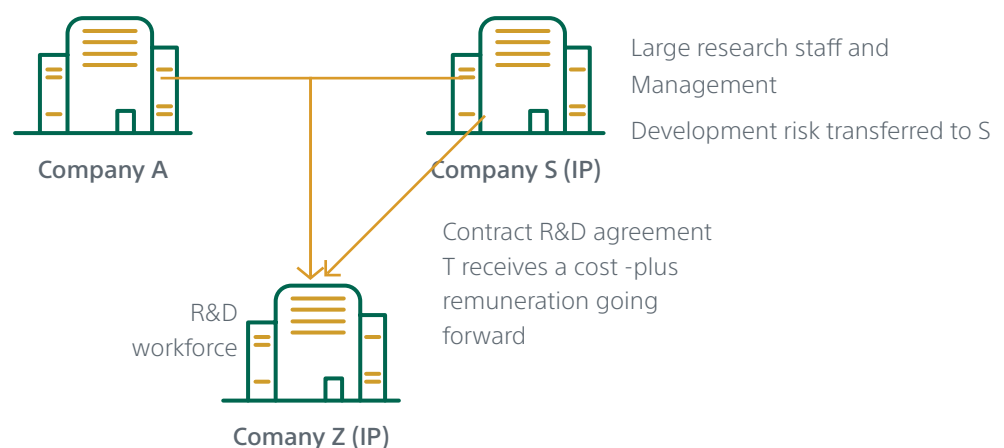 Large research staff and
Management
Development risk transferred to S
Company A
Company S (IP)
Contract R&D agreement
T receives a cost -plus
remuneration going
forward
R&D
workforce
Comany Z (IP)